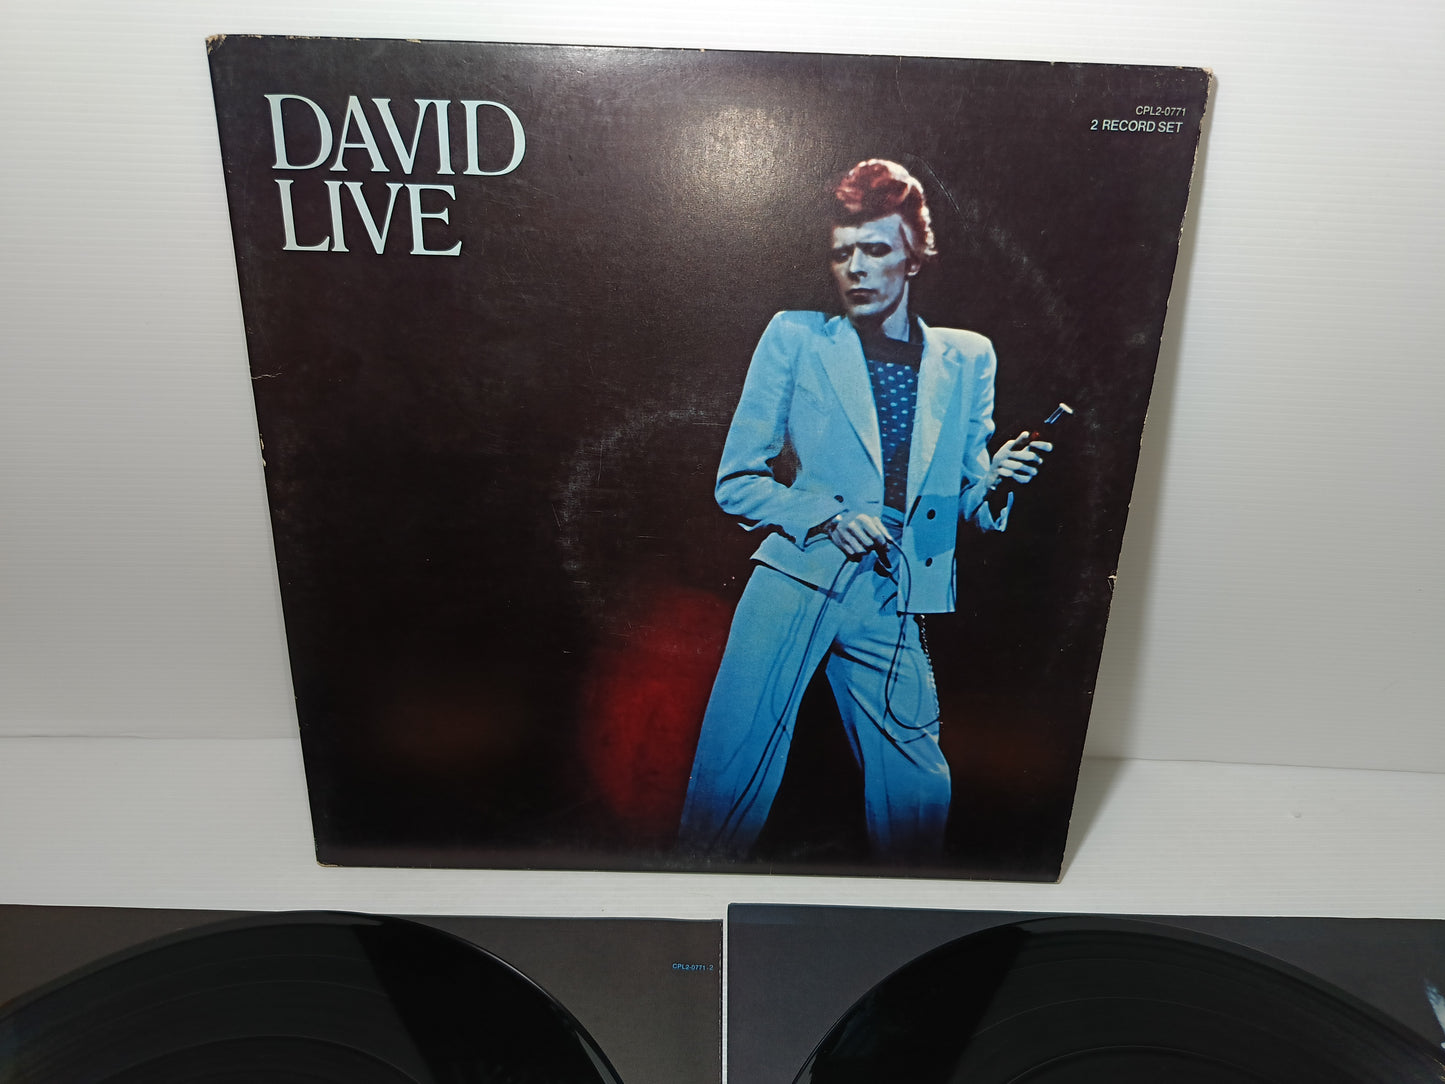 DAVID
LIVE
CPL2-0771
2 RECORD SET
CPL2-0771-2